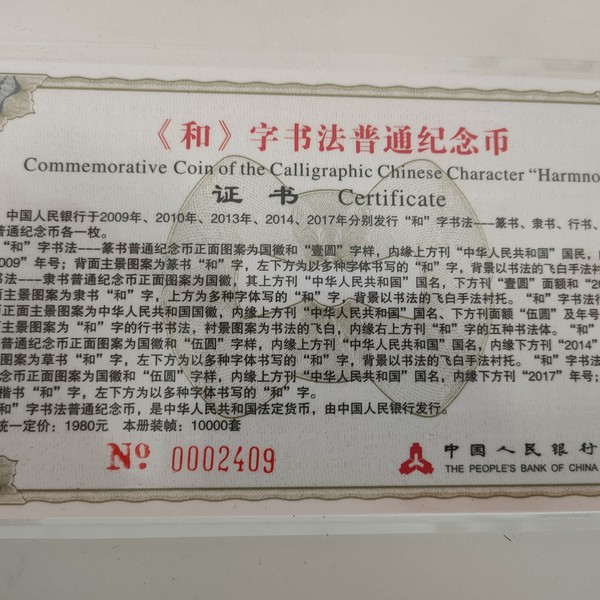 《和》字书法普通纪念币
Commemorative Coin of the Calligraphic Chinese Character “Harmno
证书 Certificate
中国人民银行于2009年、2010年、2013年、2014、2017年分别发行“和”字书法——篆书、隶书、行书、
普通纪念币各一枚。
“和”字书法---篆书普通纪念币正面图案为国徽和“壹圆”字样，内缘上方刊“中华人民共和国”国民，
009”年号；背面主景图案为篆书“和”字，左下方为以多种字体书写的“和”字，背景以书法的飞白手法衬
法——隶书普通纪念币正面图案为国徽，其上方刊“中华人民共和国”国名，下方刊“壹圆”面额和“20
面主景图案为隶书“和”字，上方为多种字体写的“和”字，背景以书法的飞白手法衬托。“和”字书法行
币正面主景图案为中华人民共和国国徽，内缘上方刊“中华人民共和国”国名、下方刊面额“伍圆”及年号
面主景图案为“和”字的行书书法，衬景图案为书法的飞白，内缘右上方刊“和”字的五种书法体。“和”
普通纪念币正面图案为国徽和“伍圆”字样，内缘上方刊“中华人民共和国”国名，内缘下方刊“2014”
图案为草书“和”字，左下方为以多种字体书写的“和”字，背景以书法的飞白手法衬托。“和”字书法
念币正面图案为国徽和“伍圆”字样，内缘上方刊“中华人民共和国”国名，内缘下方刊“2017”年号；
楷书“和”字，左下方为以多种字体书写的“和”字。
和”字书法普通纪念币，是中华人民共和国法定货币，由中国人民银行发行。
统一定价：1980元 本册装帧：10000套
No 0002409
中国人民银行
THE PEOPLE'S BANK OF CHINA